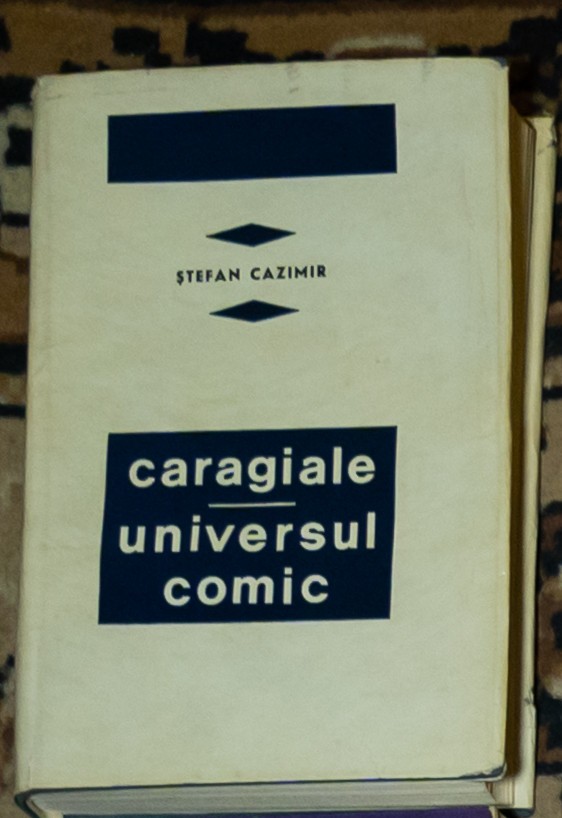 ŞTEFAN CAZIMIR
caragiale
universul
comic